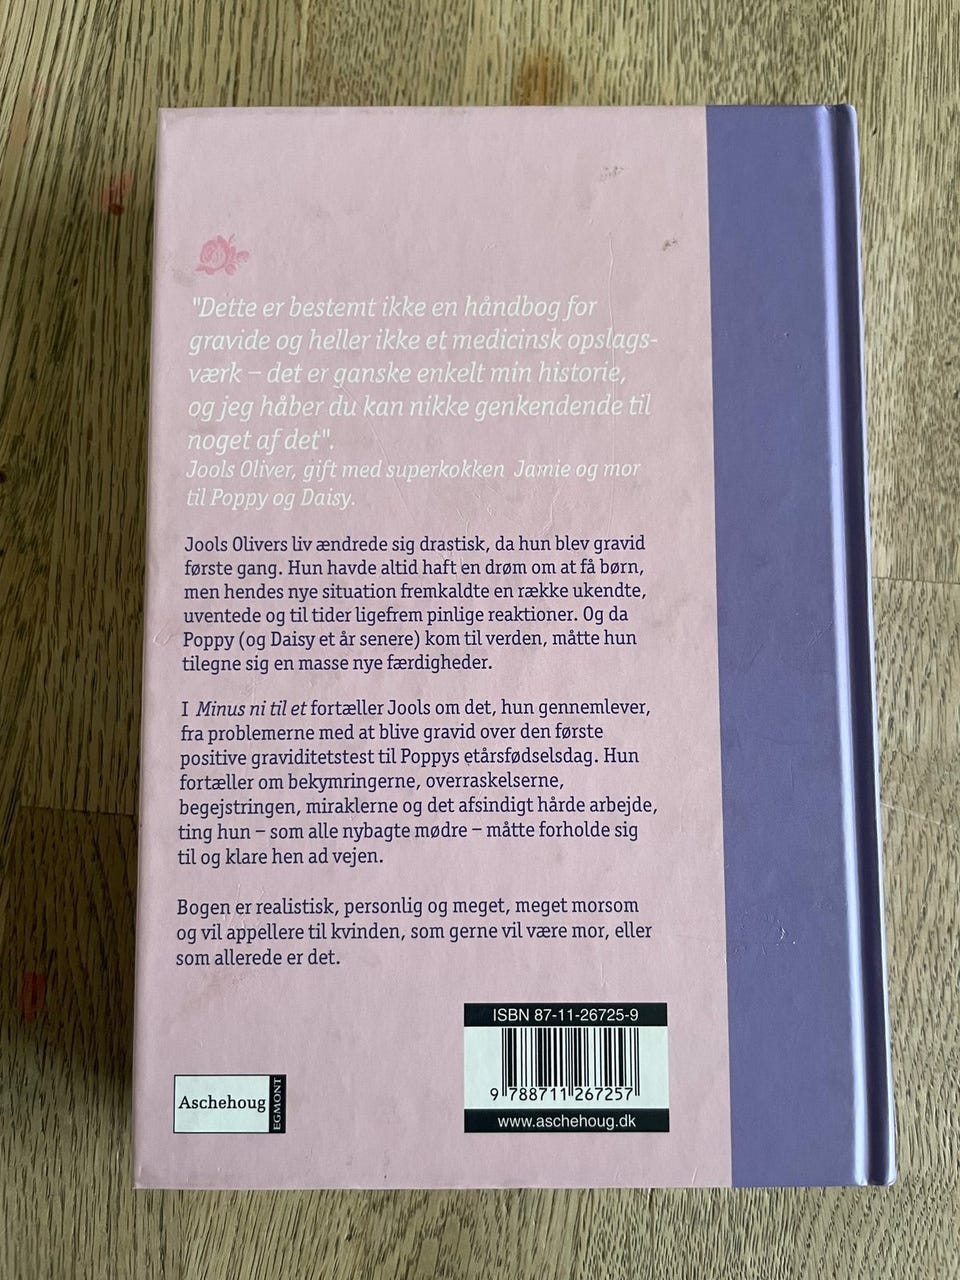 "Dette er bestemt ikke en håndbog for
gravide og heller ikke et medicinsk opslags-
værk – det er ganske enkelt min historie,
og jeg håber du kan nikke genkendende til
noget af det".
Jools Oliver, gift med superkokken Jamie og mor
til Poppy og Daisy.
Jools Olivers liv ændrede sig drastisk, da hun blev gravid
første gang. Hun havde altid haft en drøm om at få børn,
men hendes nye situation fremkaldte en række ukendte,
uventede og til tider ligefrem pinlige reaktioner. Og da
Poppy (og Daisy et år senere) kom til verden, måtte hun
tilegne sig en masse nye færdigheder.
I Minus ni til et fortæller Jools om det, hun gennemlever,
fra problemerne med at blive gravid over den første
positive graviditetstest til Poppys etårsfødselsdag. Hun
fortæller om bekymringerne, overraskelserne,
begejstringen, miraklerne og det afsindigt hårde arbejde,
ting hun – som alle nybagte mødre – måtte forholde sig
til og klare hen ad vejen.
Bogen er realistisk, personlig og meget, meget morsom
og vil appellere til kvinden, som gerne vil være mor, eller
som allerede er det.
ISBN 87-11-26725-9
9 788711 267257
www.aschehoug.dk
Aschehoug
EGMONT